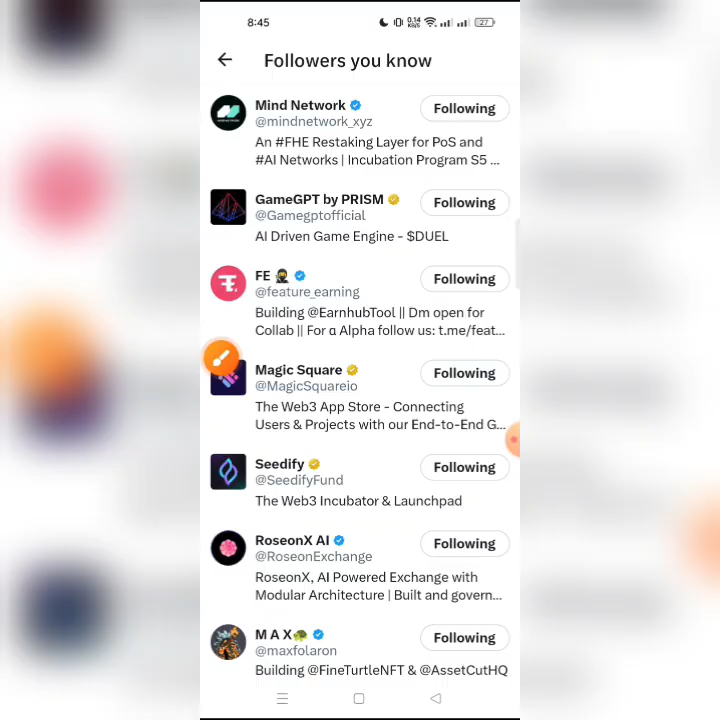 8:45
0.14
KB/S
27
Followers you know
Mind Network
Following
@mindnetwork_xyz
An #FHE Restaking Layer for PoS and
#AI Networks | Incubation Program S5 ...
GameGPT by PRISM
Following
@Gamegptofficial
AI Driven Game Engine - $DUEL
FE 🥷
Following
@feature_earning
Building @EarnhubTool || Dm open for
Collab || For α Alpha follow us: t.me/feat...
Magic Square
Following
@MagicSquareio
The Web3 App Store - Connecting
Users & Projects with our End-to-End G...
Seedify
Following
@SeedifyFund
The Web3 Incubator & Launchpad
RoseonX AI
Following
@RoseonExchange
RoseonX, AI Powered Exchange with
Modular Architecture | Built and govern...
M A X🐢
Following
@maxfolaron
Building @FineTurtleNFT & @AssetCutHQ